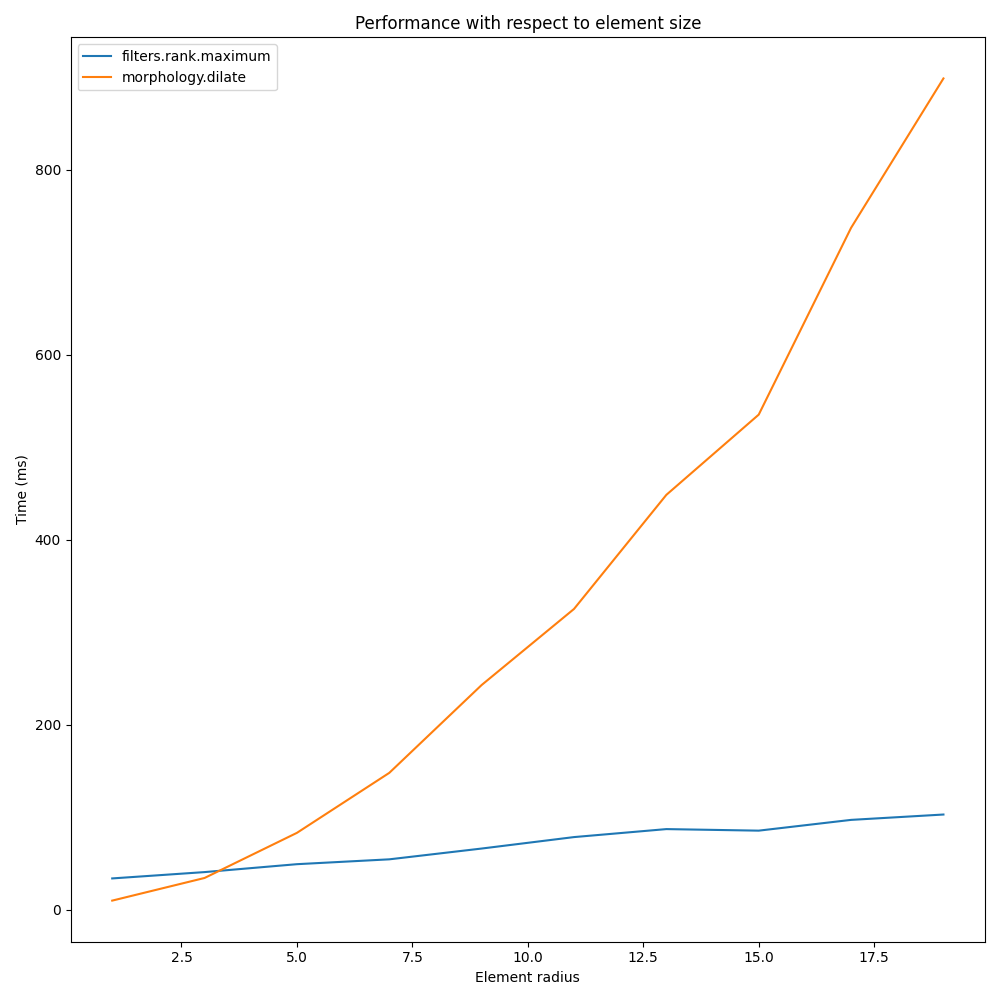 Performance with respect to element size
filters.rank.maximum
morphology.dilate
Time (ms)
800
600
400
200
0
2.5 5.0 7.5 10.0 12.5 15.0 17.5
Element radius